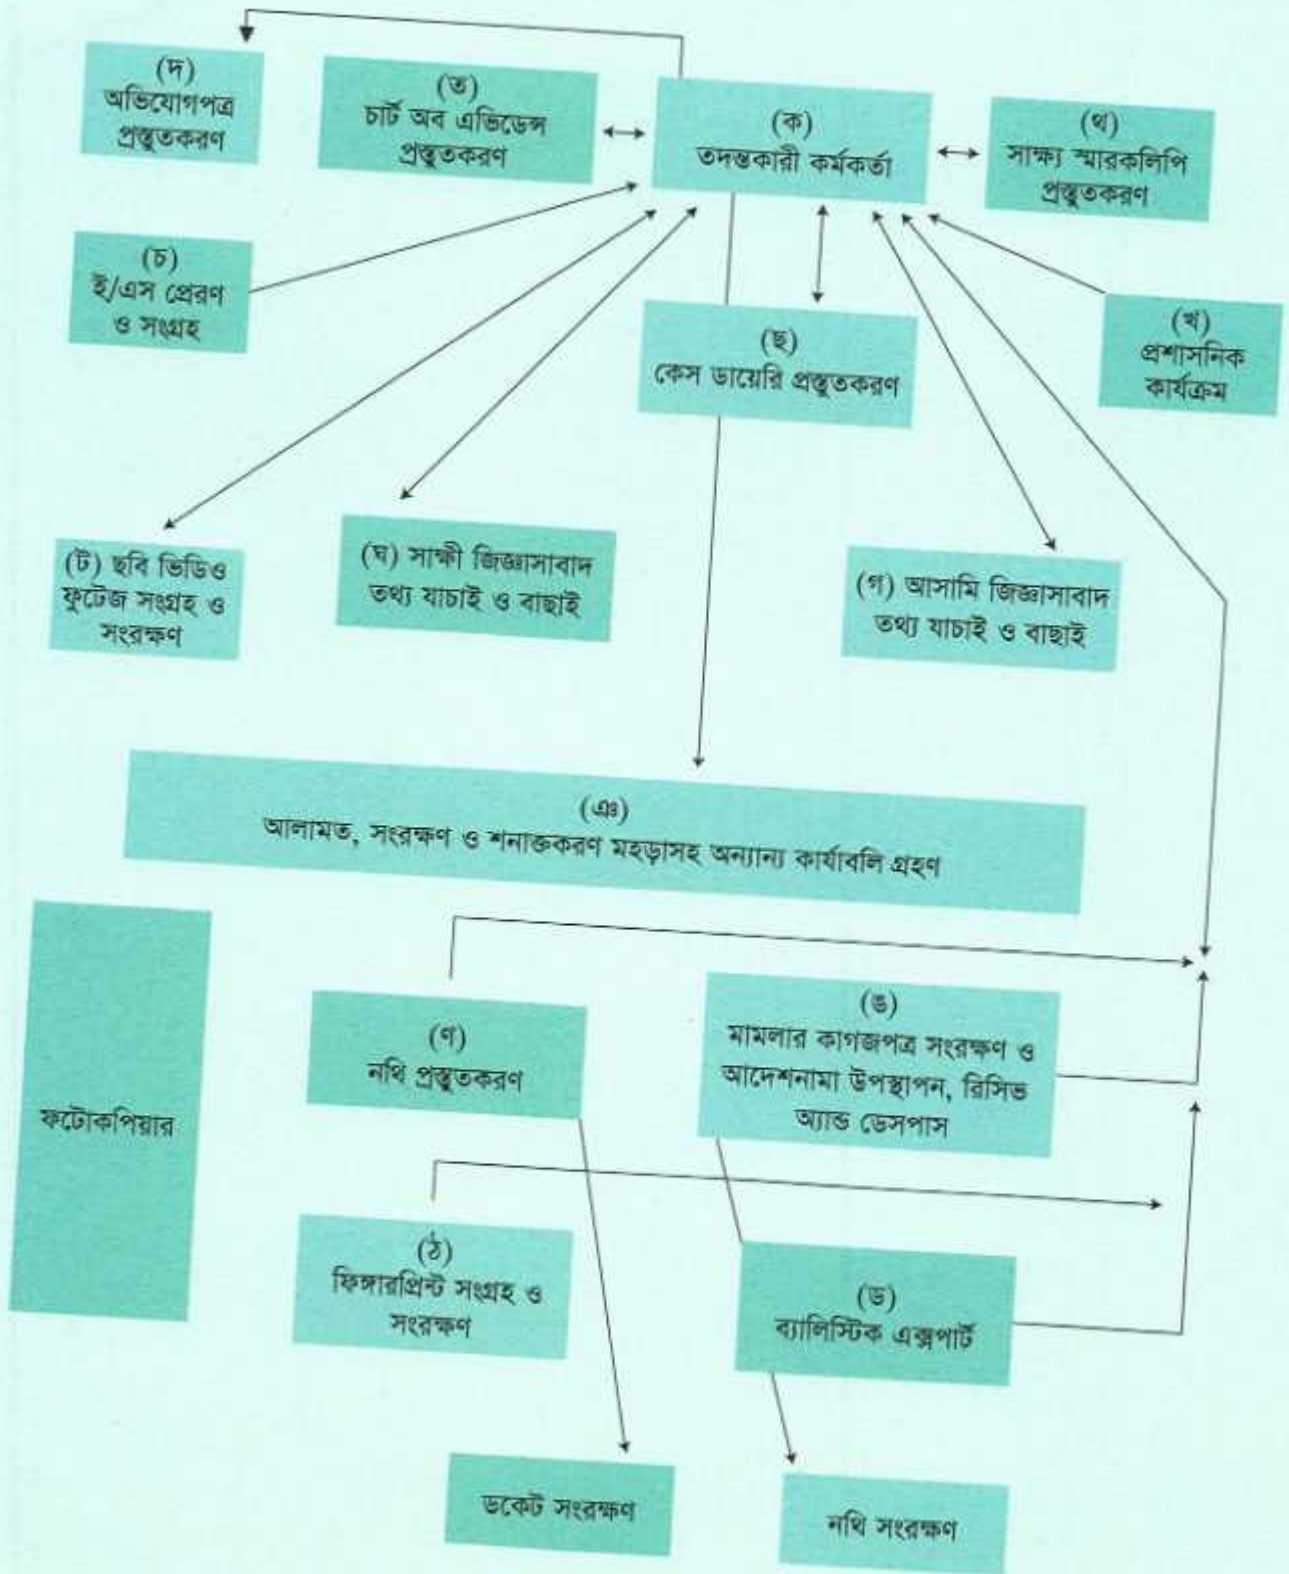 (দ)
অভিযোগপত্র
প্রস্তুতকরণ
(ত)
চার্ট অব এভিডেন্স
প্রস্তুতকরণ
(ক)
তদন্তকারী কর্মকর্তা
(থ)
সাক্ষ্য স্মারকলিপি
প্রস্তুতকরণ
(চ)
ই/এস প্রেরণ
ও সংগ্রহ
(ছ)
কেস ডায়েরি প্রস্তুতকরণ
(খ)
প্রশাসনিক
কার্যক্রম
(ট) ছবি ভিডিও
ফুটেজ সংগ্রহ ও
সংরক্ষণ
(ঘ) সাক্ষী জিজ্ঞাসাবাদ
তথ্য যাচাই ও বাছাই
(গ) আসামি জিজ্ঞাসাবাদ
তথ্য যাচাই ও বাছাই
(ঞ)
আলামত, সংরক্ষণ ও শনাক্তকরণ মহড়াসহ অন্যান্য কার্যাবলি গ্রহণ
ফটোকপিয়ার
(ণ)
নথি প্রস্তুতকরণ
(ঙ)
মামলার কাগজপত্র সংরক্ষণ ও
আদেশনামা উপস্থাপন, রিসিভ
অ্যান্ড ডেসপাস
(ঠ)
ফিঙ্গারপ্রিন্ট সংগ্রহ ও
সংরক্ষণ
(ড)
ব্যালিস্টিক এক্সপার্ট
ডকেট সংরক্ষণ
নথি সংরক্ষণ